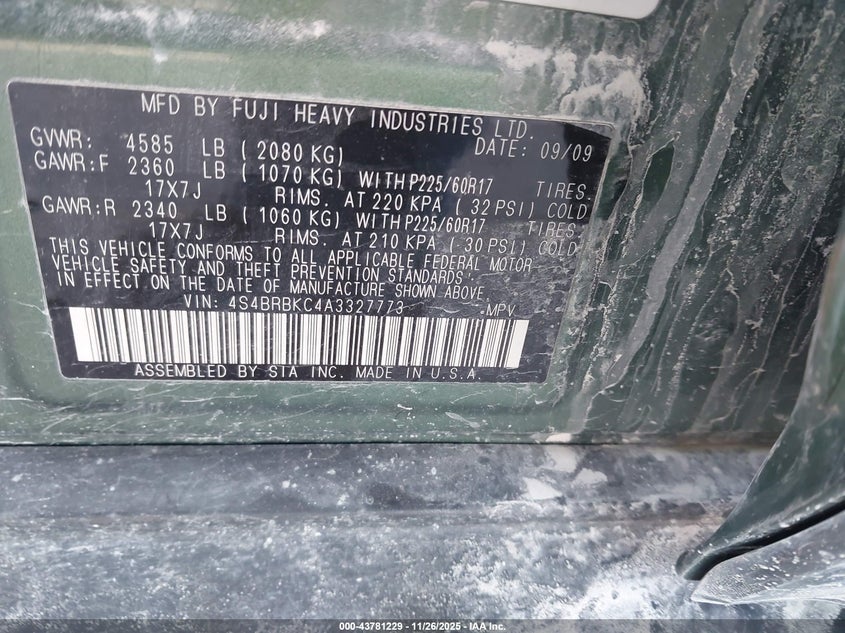 MFD BY FUJI HEAVY INDUSTRIES LTD.
GVWR: 4585 LB ( 2080 KG) DATE: 09/09
GAWR:F 2360 LB ( 1070 KG) WITH P225/60R17 TIRES.
17X7J RIMS. AT 220 KPA ( 32 PSI) COLD
GAWR:R 2340 LB ( 1060 KG) WITH P225/60R17 TIRES.
17X7J RIMS. AT 210 KPA ( 30 PSI) COLD
THIS VEHICLE CONFORMS TO ALL APPLICABLE FEDERAL MOTOR
VEHICLE SAFETY AND THEFT PREVENTION STANDARDS
IN EFFECT ON THE DATE OF MANUFACTURE SHOWN ABOVE.
VIN: 4S4BRBKC4A3327773 MPV
ASSEMBLED BY SIA INC. MADE IN U.S.A.
000-43781229 - 11/26/2025 - IAA Inc.